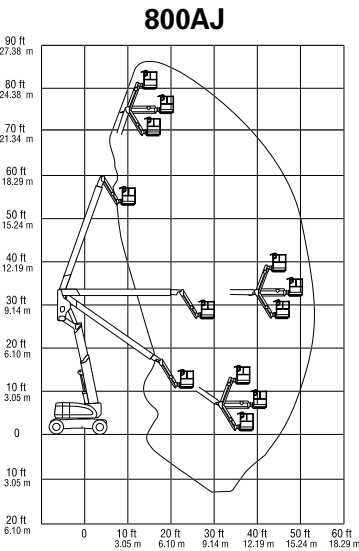 800AJ
90 ft
27.38 m
80 ft
24.38 m
70 ft
21.34 m
60 ft
18.29 m
50 ft
15.24 m
40 ft
12.19 m
30 ft
9.14 m
20 ft
6.10 m
10 ft
3.05 m
0
10 ft
3.05 m
20 ft
6.10 m
0 10 ft 20 ft 30 ft 40 ft 50 ft 60 ft
3.05 m 6.10 m 9.14 m 12.19 m 15.24 m 18.29 m